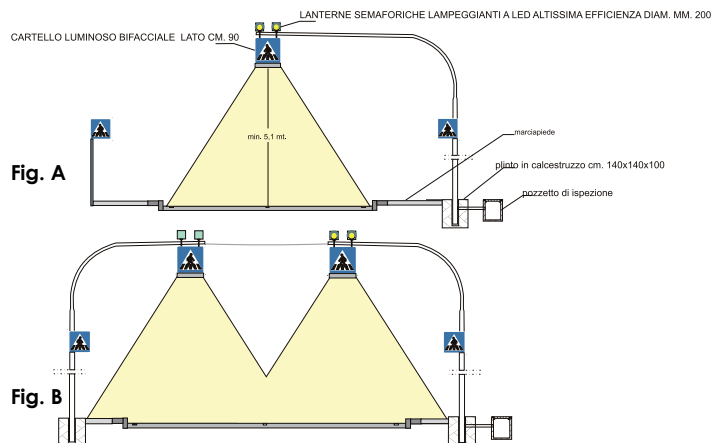 LANTERNE SEMAFORICHE LAMPEGGIANTI A LED ALTISSIMA EFFICIENZA DIAM. MM. 200
CARTELLO LUMINOSO BIFACCIALE LATO CM. 90
min. 5,1 mt.
marciapiede
plinto in calcestruzzo cm. 140x140x100
Fig. A
pozzetto di ispezione
Fig. B